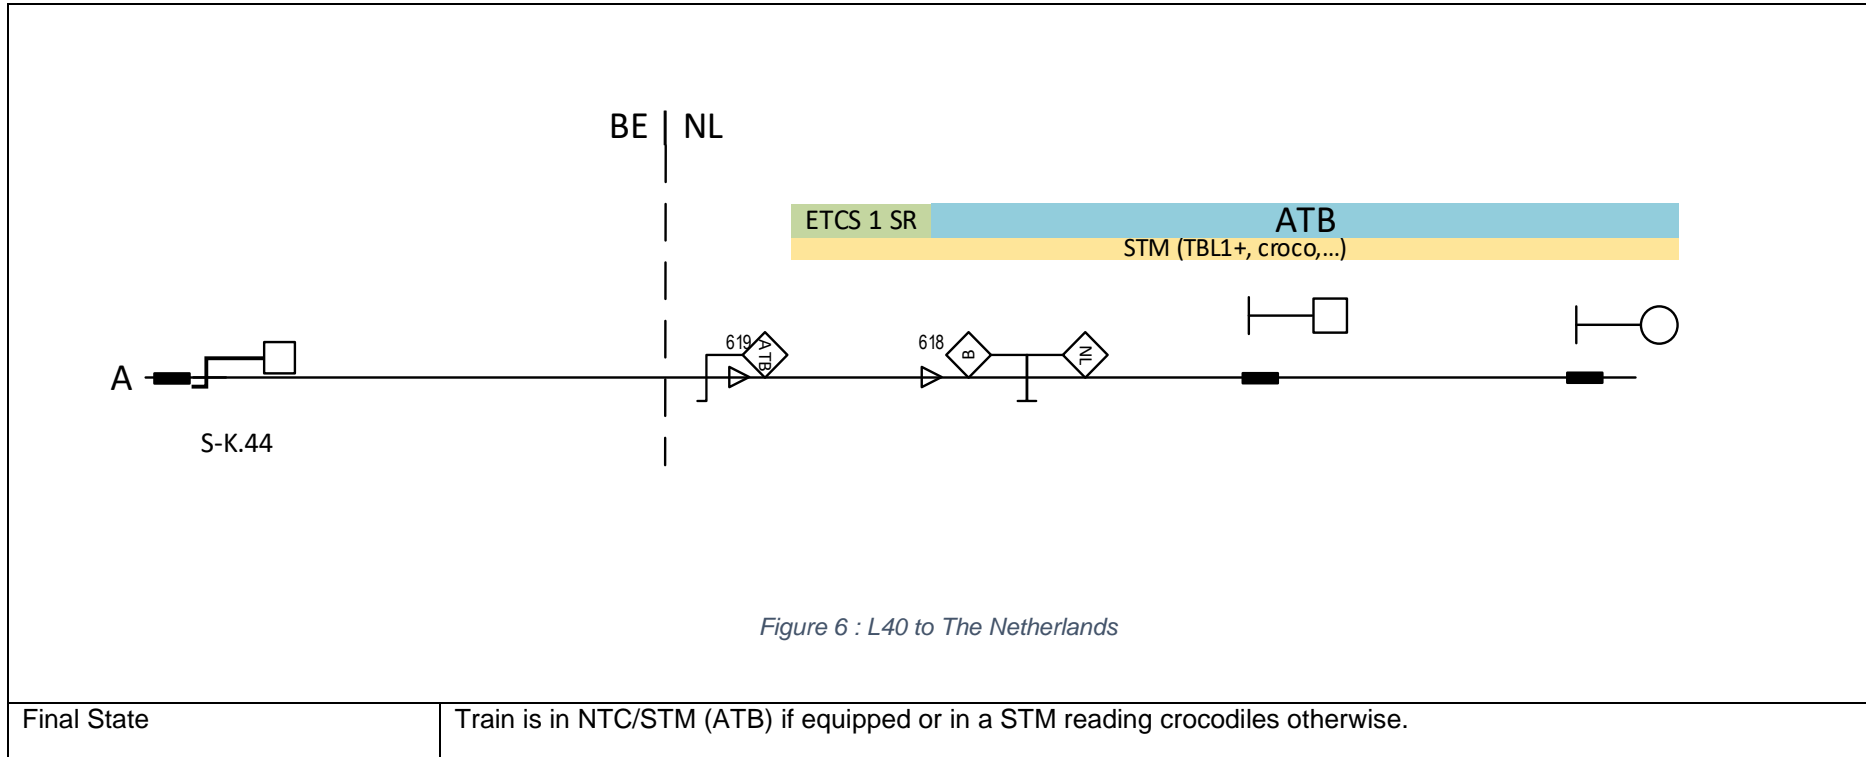 BE | NL
ETCS 1 SR
ATB
STM (TBL1+, croco,...)
619
ATB
618
B
NL
A
S-K.44
Figure 6 : L40 to The Netherlands
Final State
Train is in NTC/STM (ATB) if equipped or in a STM reading crocodiles otherwise.